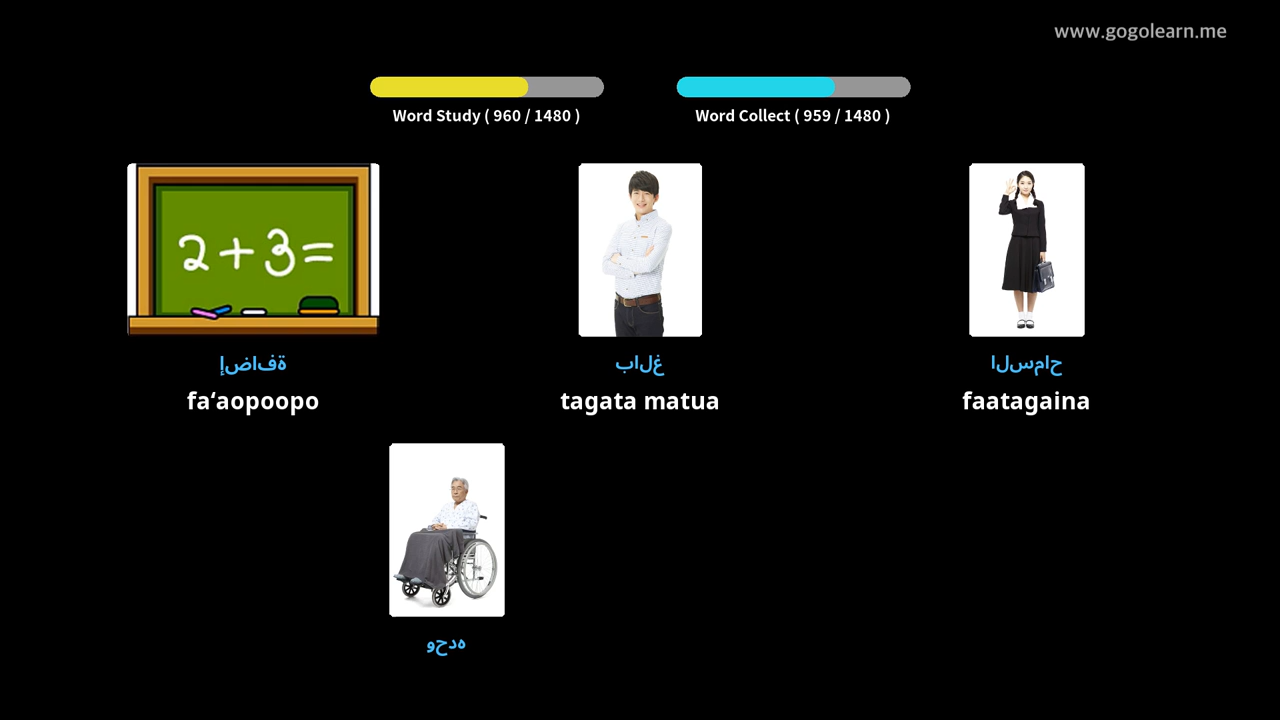 www.gogolearn.me
Word Study ( 960 / 1480 )
Word Collect ( 959 / 1480 )
2+3=
إضافة
بالغ
السماح
fa‘aopoopo
tagata matua
faatagaina
وحده